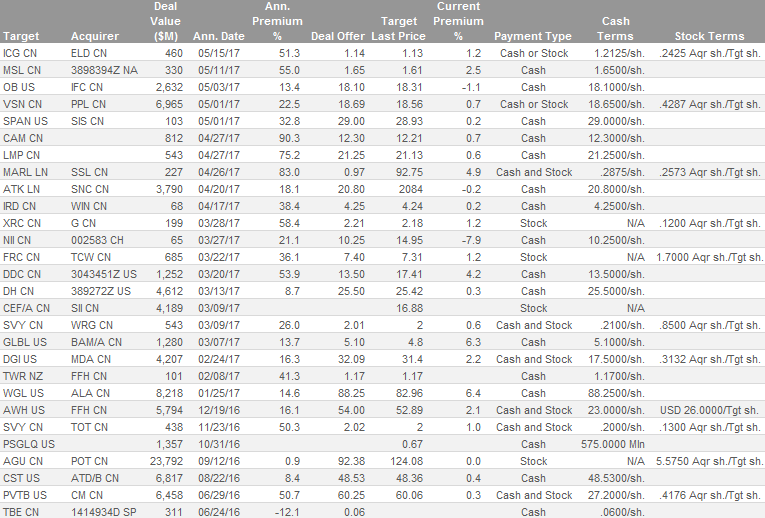 Deal Ann. Current
Value Premium Target Premium Cash
Target Acquirer ($M) Ann. Date % Deal Offer Last Price % Payment Type Terms Stock Terms
ICG CN ELD CN 460 05/15/17 51.3 1.14 1.13 1.2 Cash or Stock 1.2125/sh. .2425 Aqr sh./Tgt sh.
MSL CN 3898394Z NA 330 05/11/17 55.0 1.65 1.61 2.5 Cash 1.6500/sh.
OB US IFC CN 2,632 05/03/17 13.4 18.10 18.31 -1.1 Cash 18.1000/sh.
VSN CN PPL CN 6,965 05/01/17 22.5 18.69 18.56 0.7 Cash or Stock 18.6500/sh. .4287 Aqr sh./Tgt sh.
SPAN US SIS CN 103 05/01/17 32.8 29.00 28.93 0.2 Cash 29.0000/sh.
CAM CN 812 04/27/17 90.3 12.30 12.21 0.7 Cash 12.3000/sh.
LMP CN 543 04/27/17 75.2 21.25 21.13 0.6 Cash 21.2500/sh.
MARL LN SSL CN 227 04/26/17 83.0 0.97 92.75 4.9 Cash and Stock .2875/sh. .2573 Aqr sh./Tgt sh.
ATK LN SNC CN 3,790 04/20/17 18.1 20.80 2084 -0.2 Cash 20.8000/sh.
IRD CN WIN CN 68 04/17/17 38.4 4.25 4.24 0.2 Cash 4.2500/sh.
XRC CN G CN 199 03/28/17 58.4 2.21 2.18 1.2 Stock N/A .1200 Aqr sh./Tgt sh.
NII CN 002583 CH 65 03/27/17 21.1 10.25 14.95 -7.9 Cash 10.2500/sh.
FRC CN TCW CN 685 03/22/17 36.1 7.40 7.31 1.2 Stock N/A 1.7000 Aqr sh./Tgt sh.
DDC CN 3043451Z US 1,252 03/20/17 53.9 13.50 17.41 4.2 Cash 13.5000/sh.
DH CN 389272Z US 4,612 03/13/17 8.7 25.50 25.42 0.3 Cash 25.5000/sh.
CEF/A CN SII CN 4,189 03/09/17 16.88 Stock N/A
SVY CN WRG CN 543 03/09/17 26.0 2.01 2 0.6 Cash and Stock .2100/sh. .8500 Aqr sh./Tgt sh.
GLBL US BAM/A CN 1,280 03/07/17 13.7 5.10 4.8 6.3 Cash 5.1000/sh.
DGI US MDA CN 4,207 02/24/17 16.3 32.09 31.4 2.2 Cash and Stock 17.5000/sh. .3132 Aqr sh./Tgt sh.
TWR NZ FFH CN 101 02/08/17 41.3 1.17 1.17 Cash 1.1700/sh.
WGL US ALA CN 8,218 01/25/17 14.6 88.25 82.96 6.4 Cash 88.2500/sh.
AWH US FFH CN 5,794 12/19/16 16.1 54.00 52.89 2.1 Cash and Stock 23.0000/sh. USD 26.0000/Tgt sh.
SVY CN TOT CN 438 11/23/16 50.3 2.02 2 1.0 Cash and Stock .2000/sh. .1300 Aqr sh./Tgt sh.
PSGLQ US 1,357 10/31/16 0.67 Cash 575.0000 Mln
AGU CN POT CN 23,792 09/12/16 0.9 92.38 124.08 0.0 Stock N/A 5.5750 Aqr sh./Tgt sh.
CST US ATD/B CN 6,817 08/22/16 8.4 48.53 48.36 0.4 Cash 48.5300/sh.
PVTB US CM CN 6,458 06/29/16 50.7 60.25 60.06 0.3 Cash and Stock 27.2000/sh. .4176 Aqr sh./Tgt sh.
TBE CN 1414934D SP 311 06/24/16 -12.1 0.06 Cash .0600/sh.